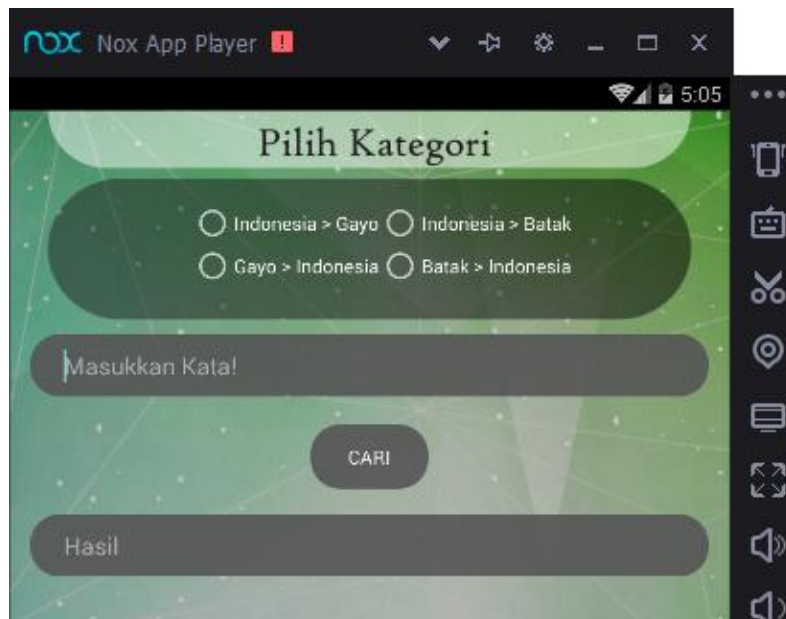 nox Nox App Player !
5:05
Pilih Kategori
Indonesia > Gayo Indonesia > Batak
Gayo > Indonesia Batak > Indonesia
Masukkan Kata!
CARI
Hasil